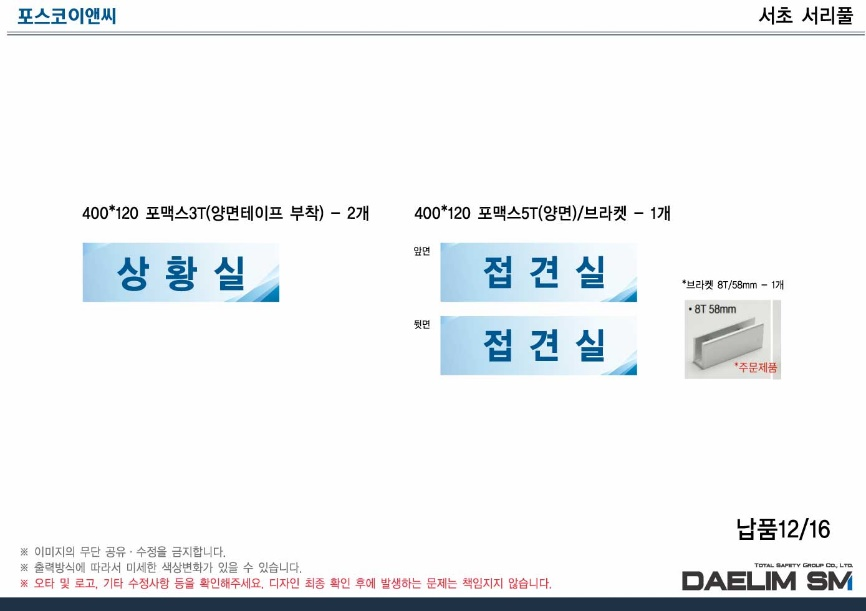 포스코이앤씨
서초 서리풀
400*120 포맥스3T(양면테이프 부착) - 2개
상황실
400*120 포맥스5T(양면)/브라켓 - 1개
앞면
접견실
뒷면
접견실
*브라켓 8T/58mm - 1개
• 8T 58mm
*주문제품
납품12/16
※ 이미지의 무단 공유·수정을 금지합니다.
※ 출력방식에 따라서 미세한 색상변화가 있을 수 있습니다.
※ 오타 및 로고, 기타 수정사항 등을 확인해주세요. 디자인 최종 확인 후에 발생하는 문제는 책임지지 않습니다.
TOTAL SAFETY GROUP CO., LTD.
DAELIM SM